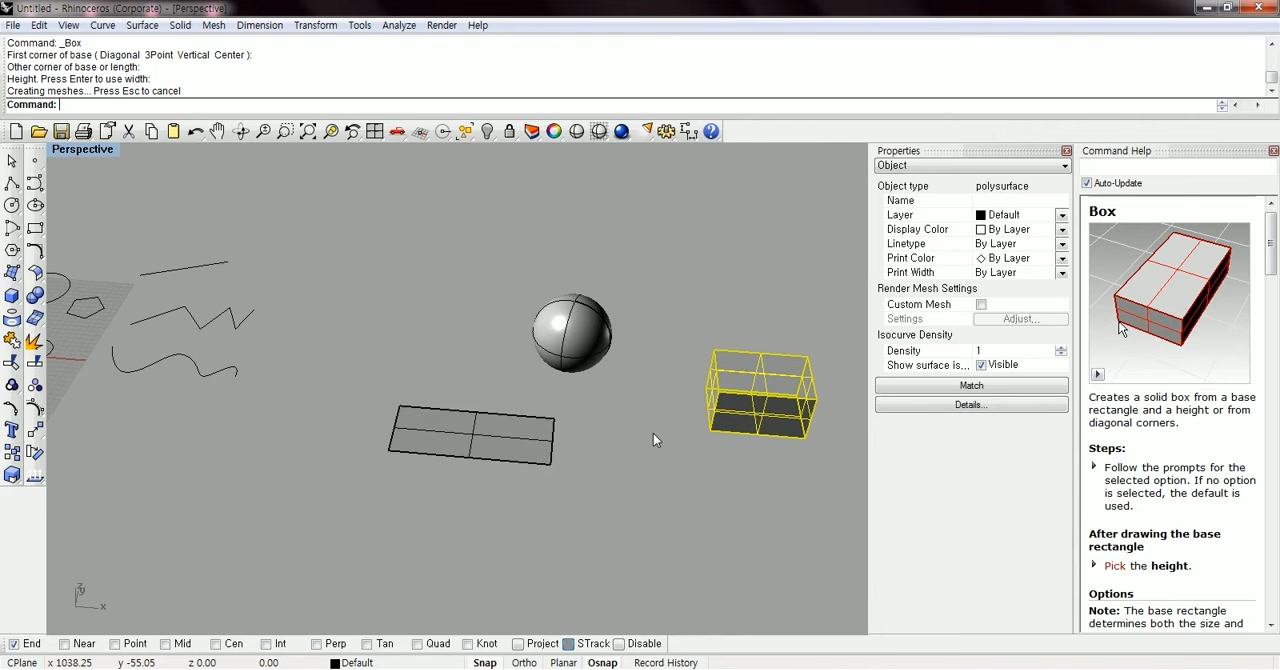 Untitled - Rhinoceros (Corporate) - [Perspective]
File Edit View Curve Surface Solid Mesh Dimension Transform Tools Analyze Render Help
Command: _Box
First corner of base ( Diagonal 3Point Vertical Center ):
Other corner of base or length:
Height. Press Enter to use width:
Creating meshes... Press Esc to cancel
Command:
Perspective
z
y
x
Properties
Object
Object type polysurface
Name
Layer Default
Display Color By Layer
Linetype By Layer
Print Color By Layer
Print Width By Layer
Render Mesh Settings
Custom Mesh
Settings Adjust...
Isocurve Density
Density 1
Show surface is... Visible
Match
Details...
Command Help
Auto-Update
Box
Creates a solid box from a base
rectangle and a height or from
diagonal corners.
Steps:
Follow the prompts for the
selected option. If no option
is selected, the default is
used.
After drawing the base
rectangle
Pick the height.
Options
Note: The base rectangle
determines both the size and
End Near Point Mid Cen Int Perp Tan Quad Knot Project STrack Disable
CPlane x 1038.25 y -55.05 z 0.00 0.00 Default Snap Ortho Planar Osnap Record History